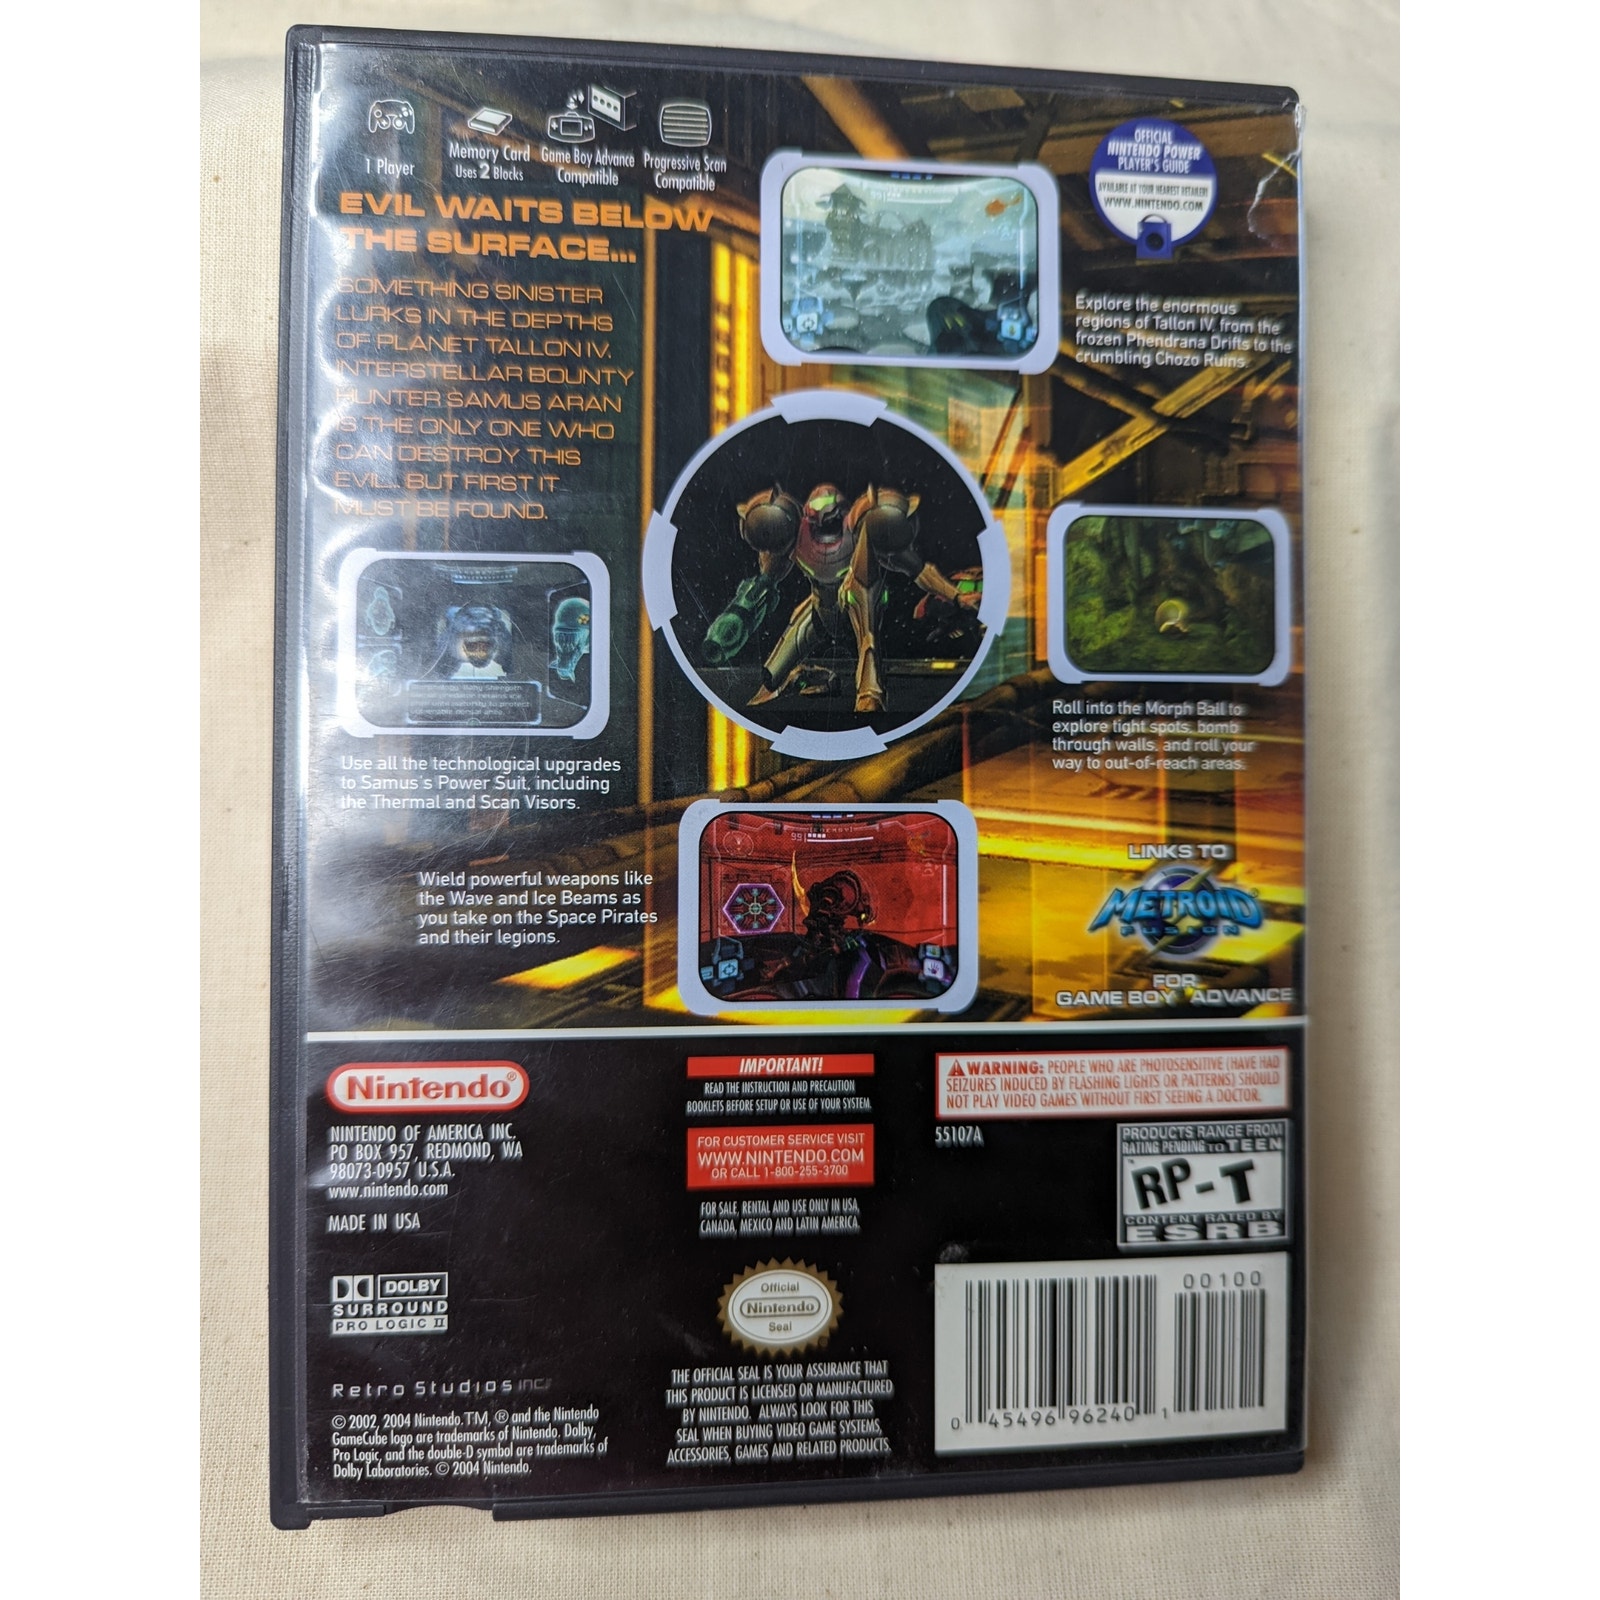 1 Player
Memory Card
Uses 2 Blocks
Game Boy Advance
Compatible
Progressive Scan
Compatible
OFFICIAL
NINTENDO POWER
PLAYER'S GUIDE
AVAILABLE AT YOUR NEAREST RETAILER!
WWW.NINTENDO.COM
EVIL WAITS BELOW
THE SURFACE...
SOMETHING SINISTER
LURKS IN THE DEPTHS
OF PLANET TALLON IV.
INTERSTELLAR BOUNTY
HUNTER SAMUS ARAN
IS THE ONLY ONE WHO
CAN DESTROY THIS
EVIL... BUT FIRST IT
MUST BE FOUND.
Explore the enormous
regions of Tallon IV, from the
frozen Phendrana Drifts to the
crumbling Chozo Ruins.
Use all the technological upgrades
to Samus's Power Suit, including
the Thermal and Scan Visors.
Roll into the Morph Ball to
explore tight spots, bomb
through walls, and roll your
way to out-of-reach areas.
Wield powerful weapons like
the Wave and Ice Beams as
you take on the Space Pirates
and their legions.
LINKS TO
METROID®
FUSION
FOR
GAME BOY ADVANCE
Nintendo®
NINTENDO OF AMERICA INC.
PO BOX 957, REDMOND, WA
98073-0957 U.S.A.
www.nintendo.com
MADE IN USA
DOLBY
SURROUND
PRO LOGIC II
Retro Studios INC
© 2002, 2004 Nintendo.TM, ® and the Nintendo
GameCube logo are trademarks of Nintendo. Dolby,
Pro Logic, and the double-D symbol are trademarks of
Dolby Laboratories. © 2004 Nintendo.
IMPORTANT!
READ THE INSTRUCTION AND PRECAUTION
BOOKLETS BEFORE SETUP OR USE OF YOUR SYSTEM.
FOR CUSTOMER SERVICE VISIT
WWW.NINTENDO.COM
OR CALL 1-800-255-3700
FOR SALE, RENTAL AND USE ONLY IN USA,
CANADA, MEXICO AND LATIN AMERICA.
Official
Nintendo
Seal
THE OFFICIAL SEAL IS YOUR ASSURANCE THAT
THIS PRODUCT IS LICENSED OR MANUFACTURED
BY NINTENDO. ALWAYS LOOK FOR THIS
SEAL WHEN BUYING VIDEO GAME SYSTEMS,
ACCESSORIES, GAMES AND RELATED PRODUCTS.
WARNING: PEOPLE WHO ARE PHOTOSENSITIVE (HAVE HAD
SEIZURES INDUCED BY FLASHING LIGHTS OR PATTERNS) SHOULD
NOT PLAY VIDEO GAMES WITHOUT FIRST SEEING A DOCTOR.
55107A
PRODUCTS RANGE FROM
RATING PENDING TO TEEN
RP-T
CONTENT RATED BY
ESRB
00100
0 45496 96240 1